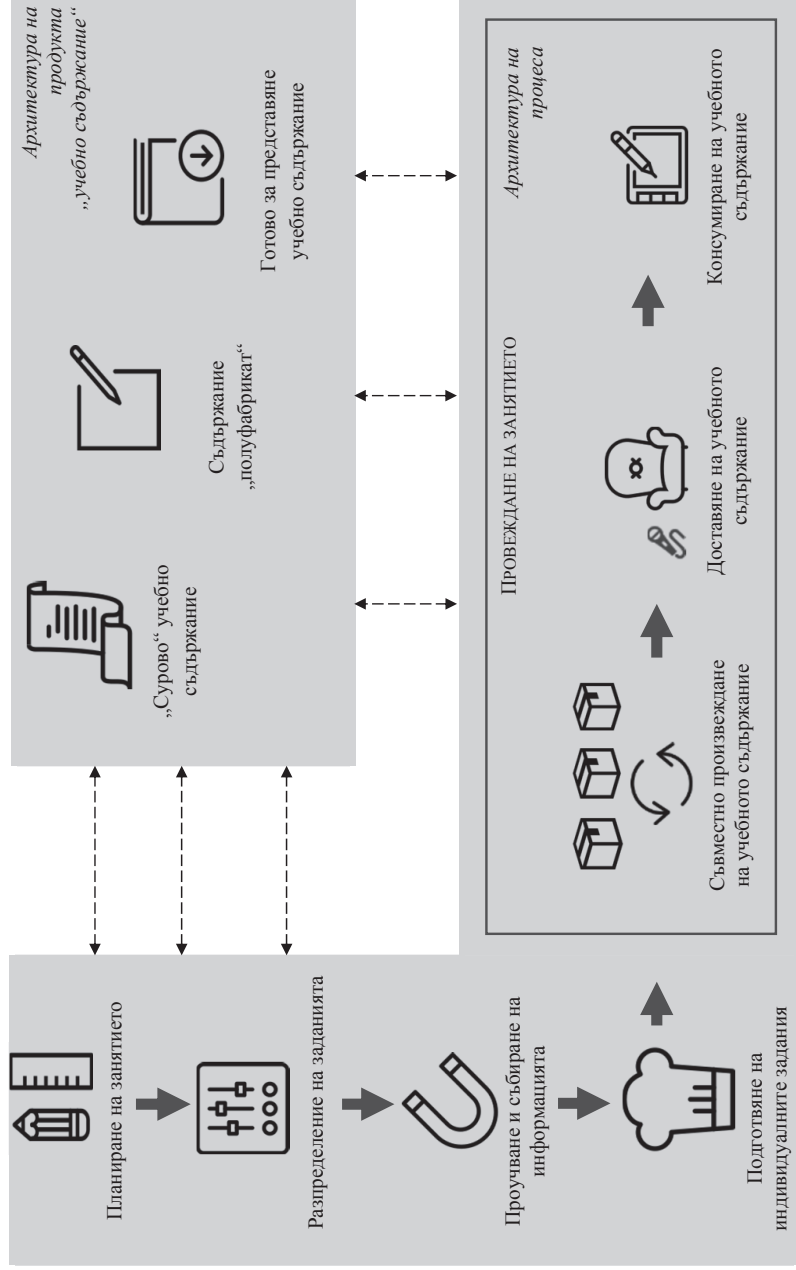 Планиране на занятието
Разпределение на заданията
Проучване и събиране на
информацията
Подготвяне на
индивидуалните задания
„Сурово“ учебно
съдържание
Съдържание
„полуфабрикат“
Готово за представяне
учебно съдържание
Архитектура на
продукта
„учебно съдържание“
ПРОВЕЖДАНЕ НА ЗАНЯТИЕТО
Архитектура на
процеса
Съвместно произвеждане
на учебното съдържание
Доставяне на учебното
съдържание
Консумиране на учебното
съдържание